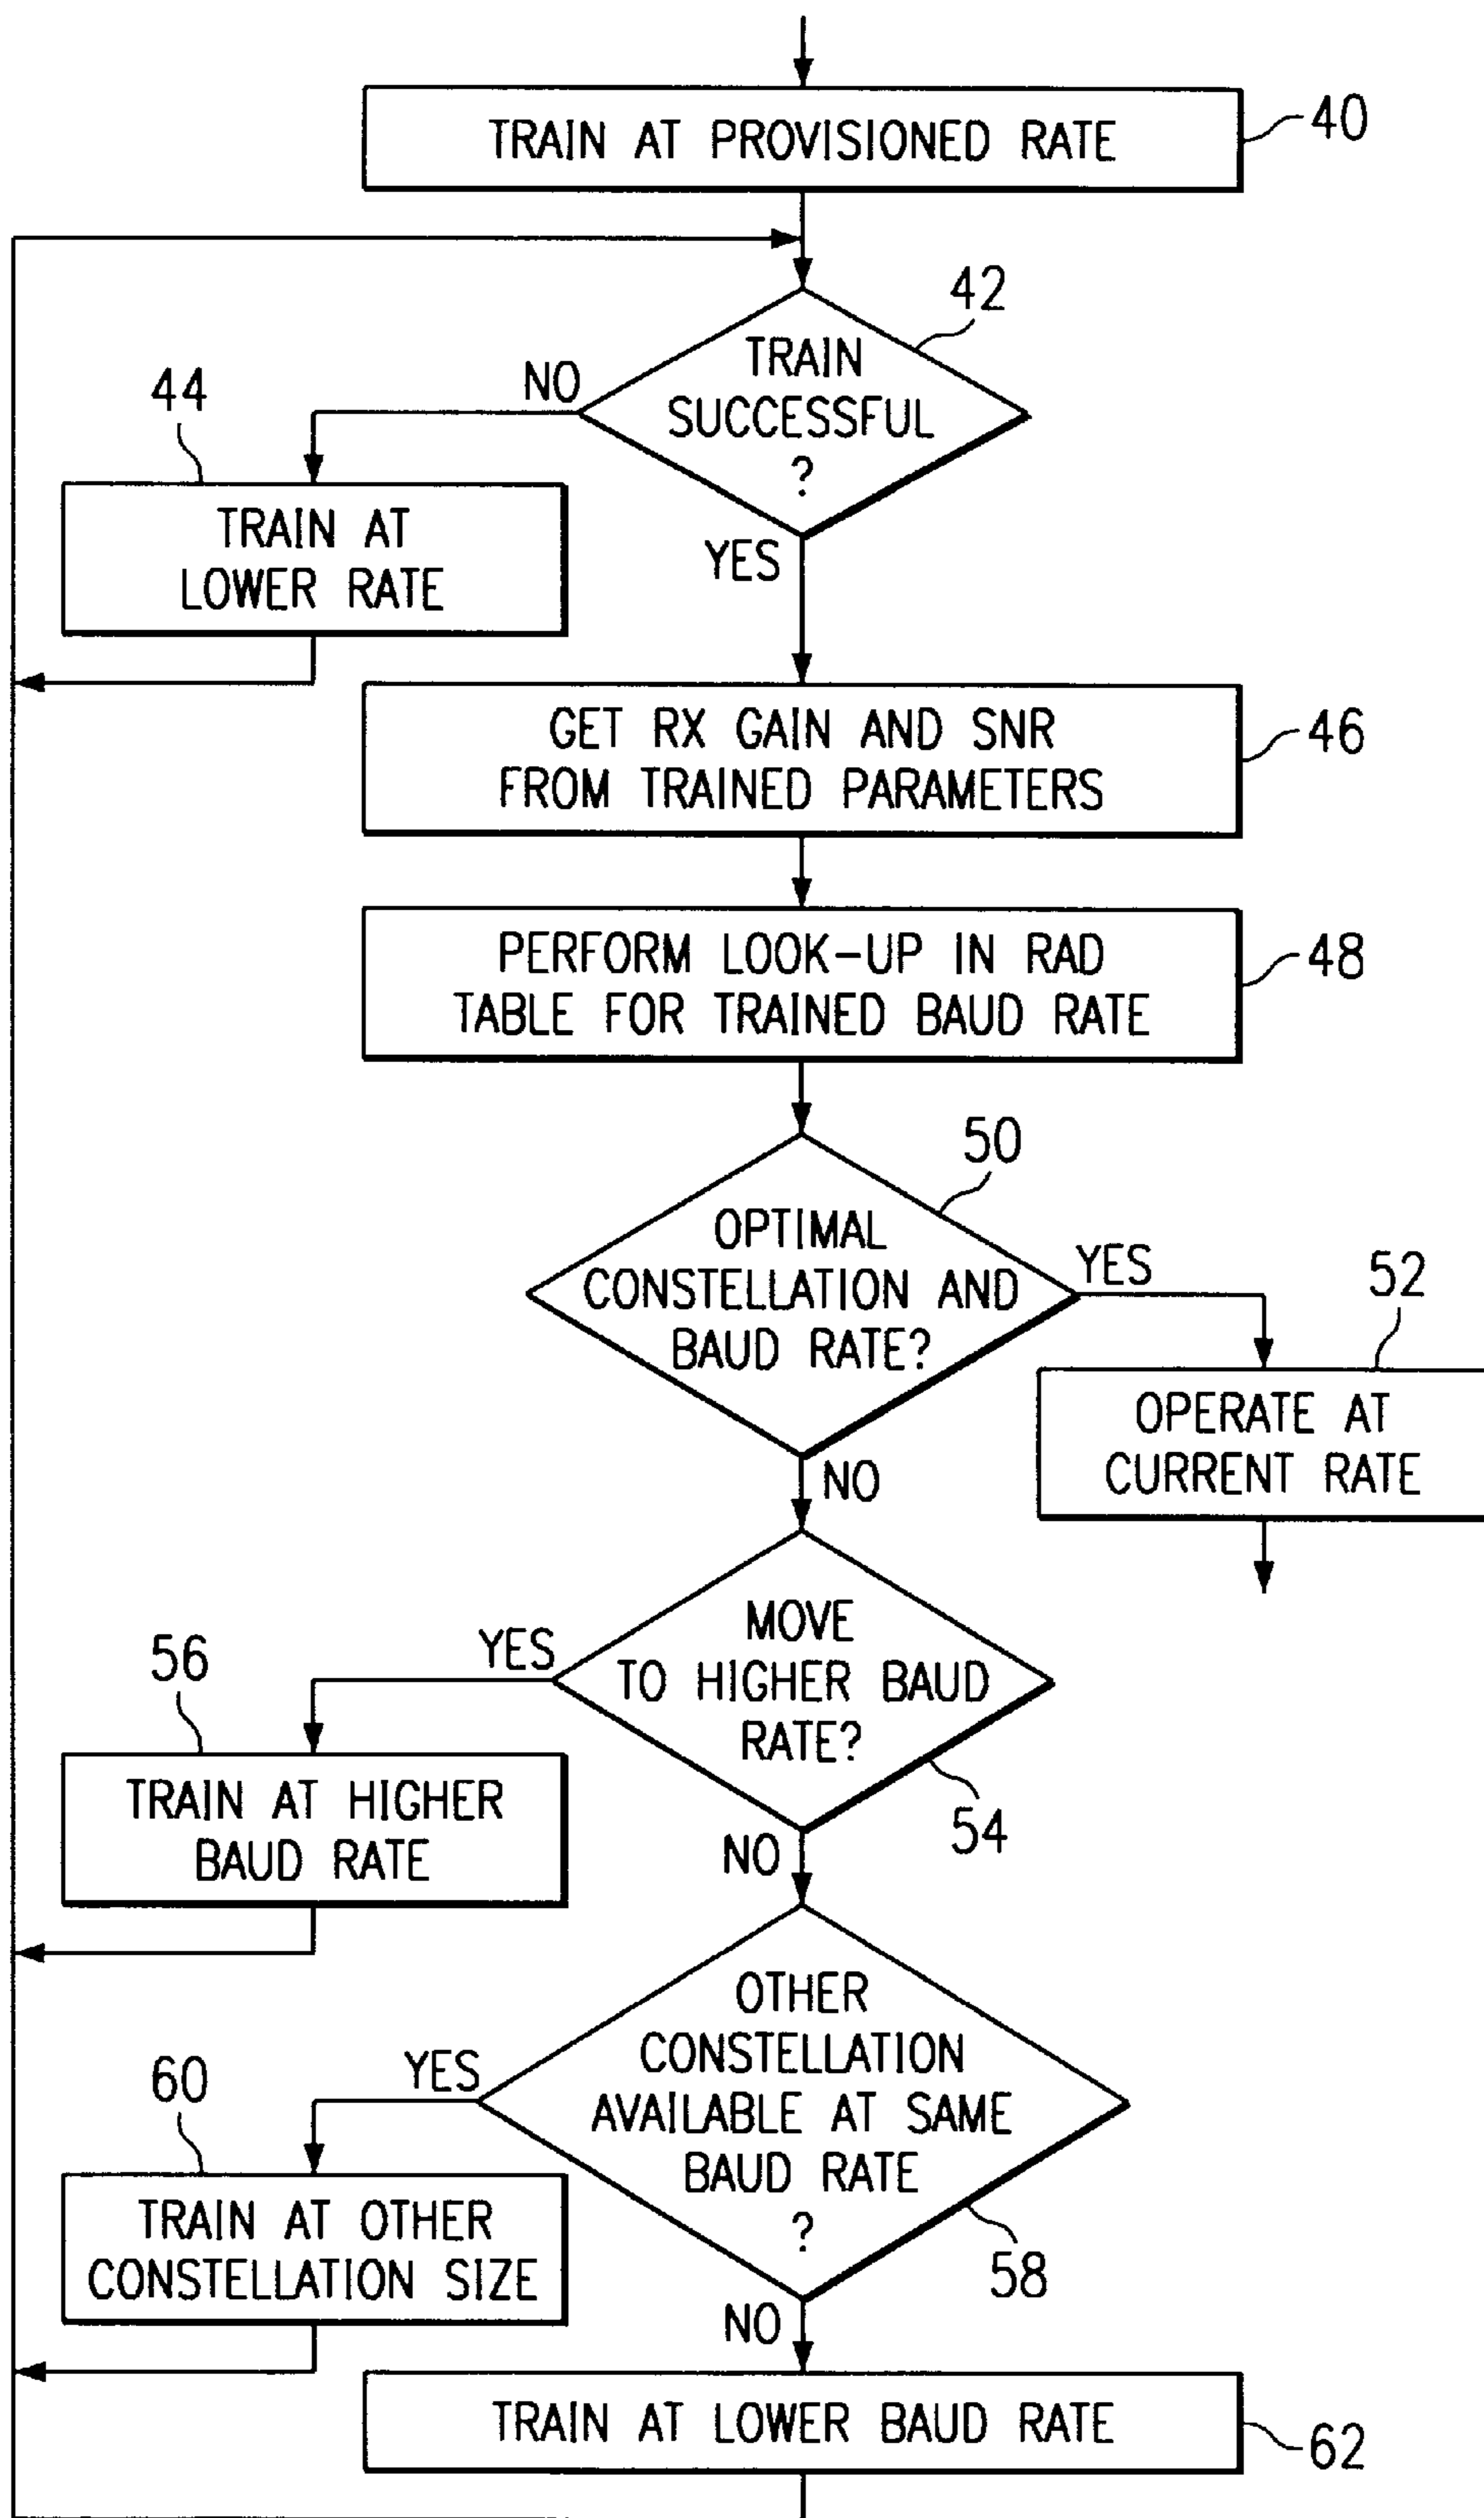 TRAIN AT PROVISIONED RATE
40
42
TRAIN
SUCCESSFUL
?
NO
YES
44
TRAIN AT
LOWER RATE
GET RX GAIN AND SNR
FROM TRAINED PARAMETERS
46
PERFORM LOOK-UP IN RAD
TABLE FOR TRAINED BAUD RATE
48
50
OPTIMAL
CONSTELLATION AND
BAUD RATE?
YES
NO
52
OPERATE AT
CURRENT RATE
MOVE
TO HIGHER BAUD
RATE?
YES
54
NO
56
TRAIN AT HIGHER
BAUD RATE
OTHER
CONSTELLATION
AVAILABLE AT SAME
BAUD RATE
?
YES
58
NO
60
TRAIN AT OTHER
CONSTELLATION SIZE
TRAIN AT LOWER BAUD RATE
62